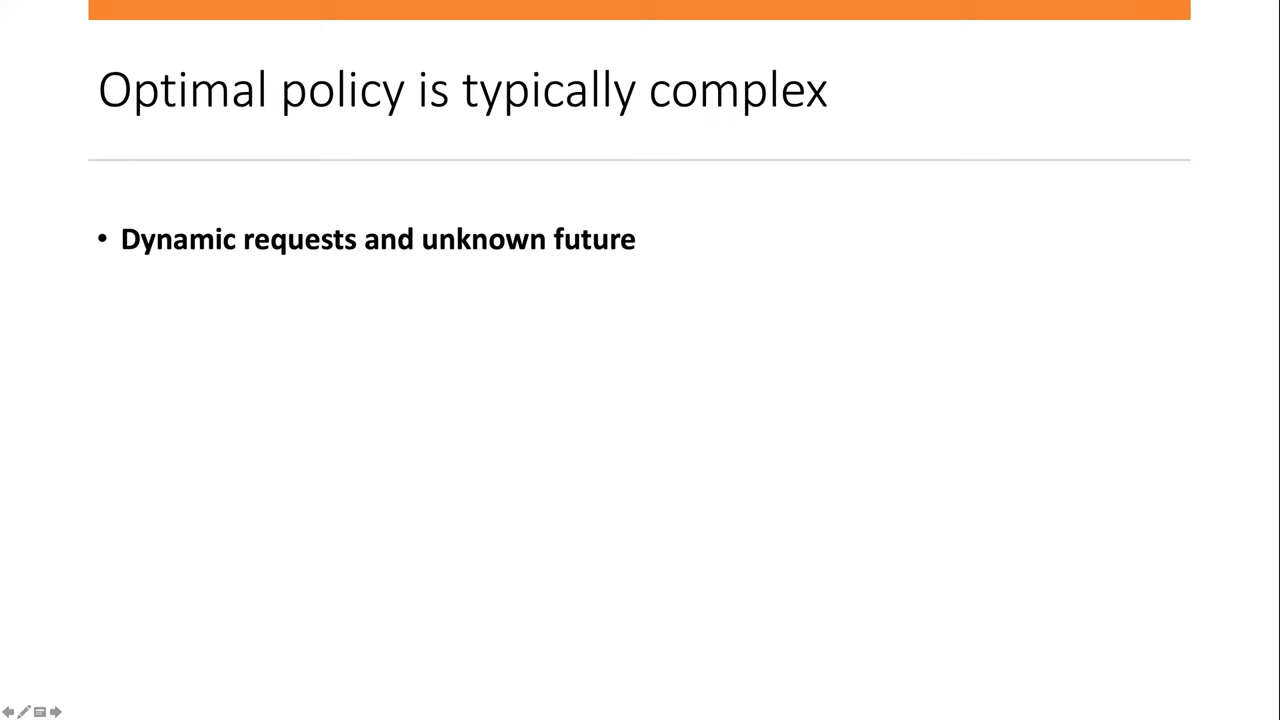 Optimal policy is typically complex
• Dynamic requests and unknown future